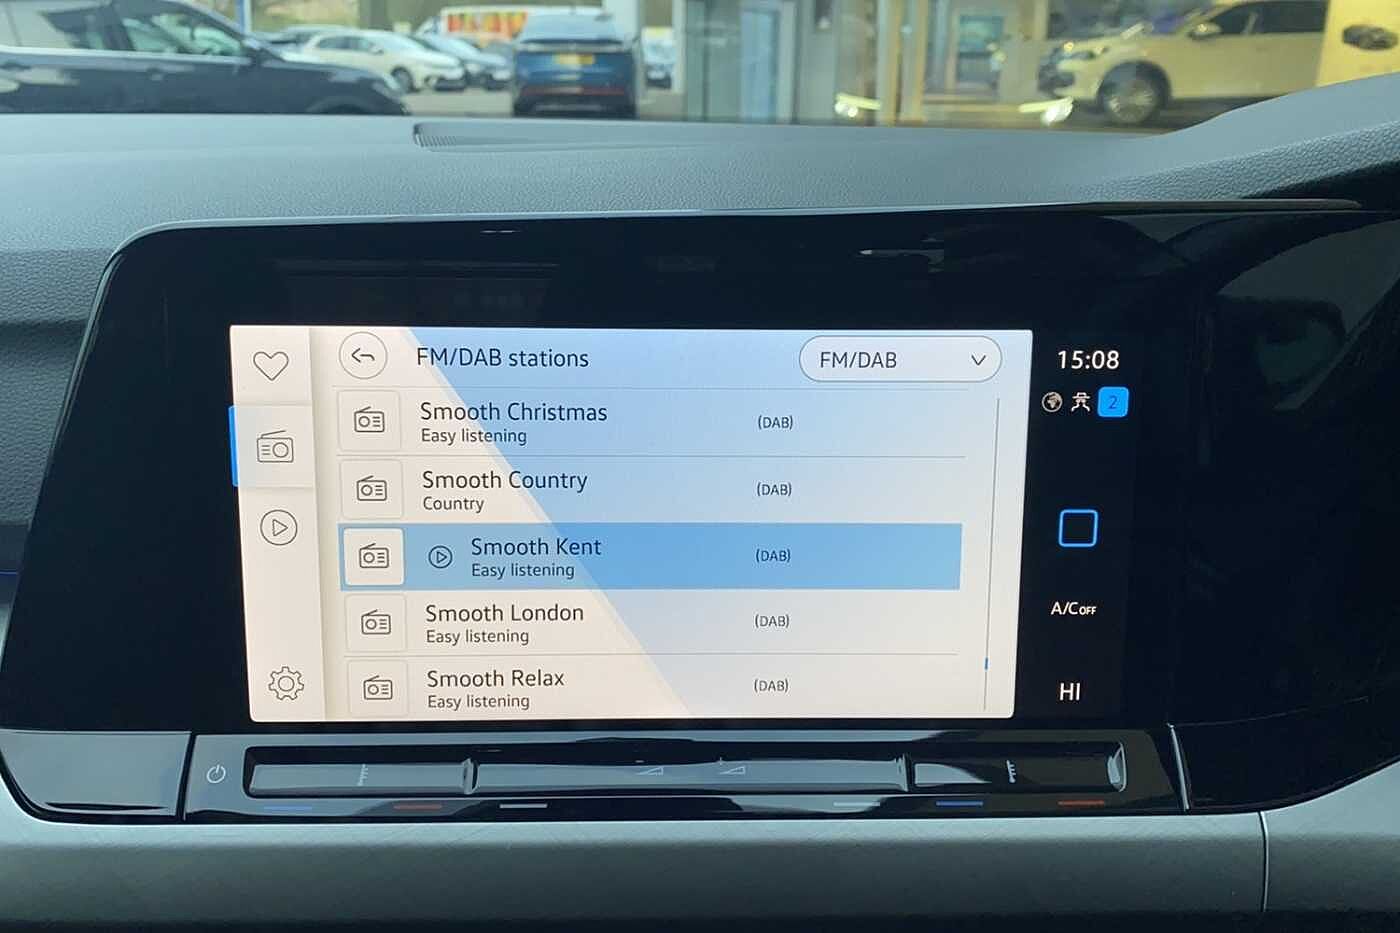 FM/DAB stations
FM/DAB
15:08
2
Smooth Christmas
Easy listening
(DAB)
Smooth Country
Country
(DAB)
Smooth Kent
Easy listening
(DAB)
Smooth London
Easy listening
(DAB)
Smooth Relax
Easy listening
(DAB)
A/C OFF
HI